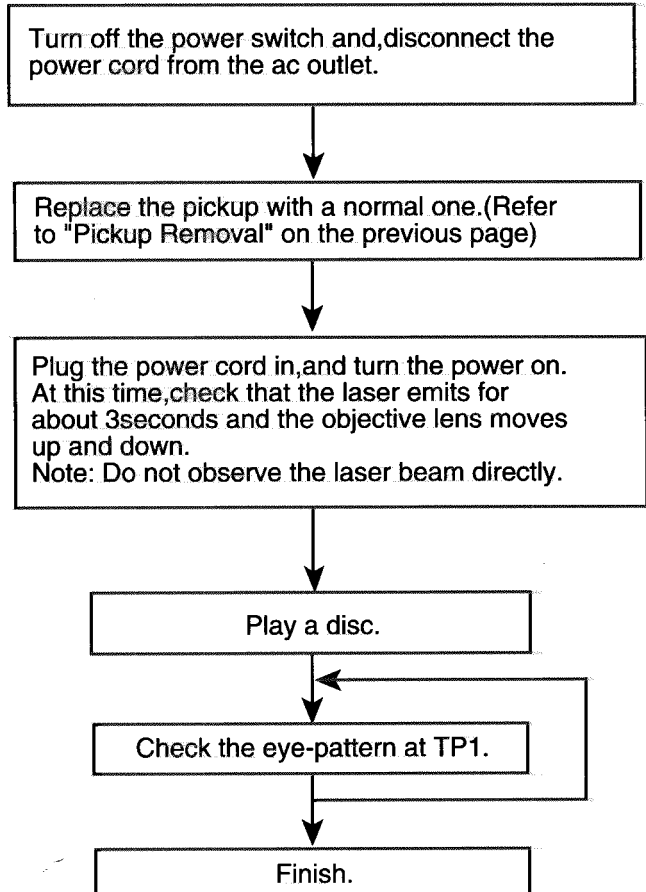 Turn off the power switch and,disconnect the
power cord from the ac outlet.
Replace the pickup with a normal one.(Refer
to "Pickup Removal" on the previous page)
Plug the power cord in,and turn the power on.
At this time,check that the laser emits for
about 3seconds and the objective lens moves
up and down.
Note: Do not observe the laser beam directly.
Play a disc.
Check the eye-pattern at TP1.
Finish.